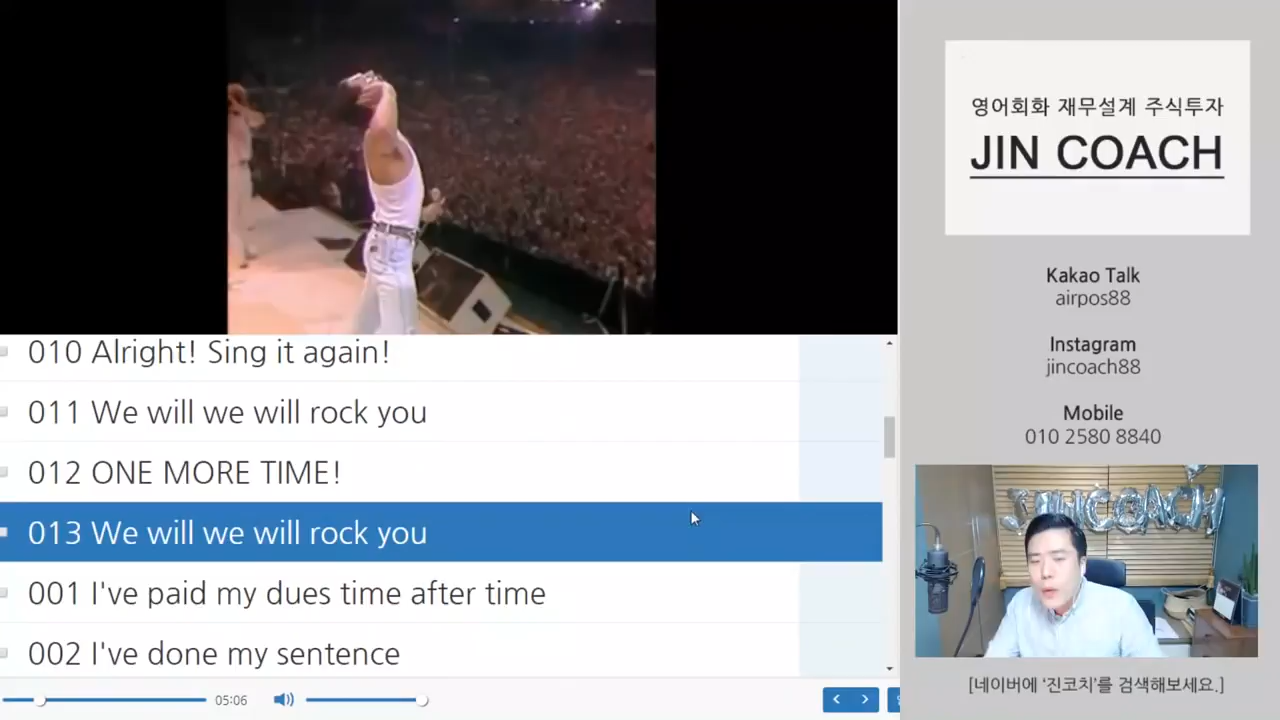 010 Alright! Sing it again!
011 We will we will rock you
012 ONE MORE TIME!
013 We will we will rock you
001 I've paid my dues time after time
002 I've done my sentence
05:06
영어회화 재무설계 주식투자
JIN COACH
Kakao Talk
airpos88
Instagram
jincoach88
Mobile
010 2580 8840
JINCOACH
[네이버에 '진코치'를 검색해보세요.]